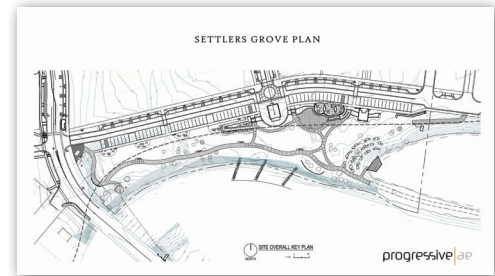 SETTLERS GROVE PLAN
SITE OVERALL KEY PLAN
NORTH
progressive|ae